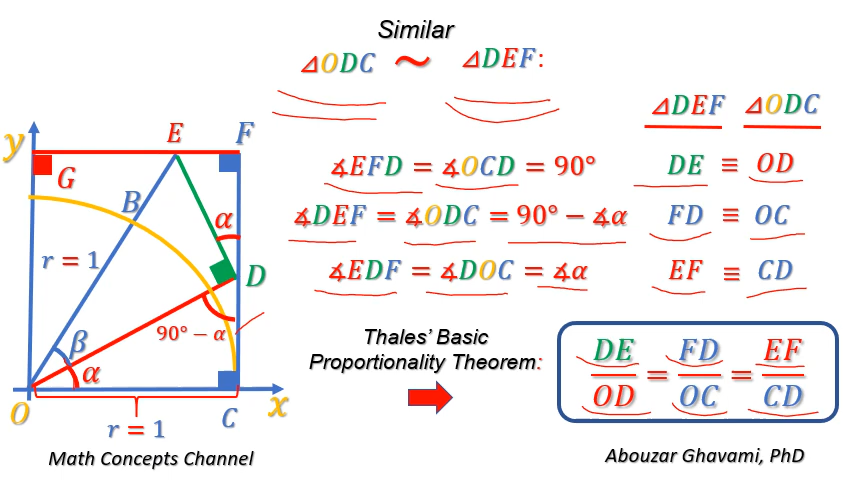 Similar
⊿ODC ～ ⊿DEF:
⊿DEF ⊿ODC
∡EFD = ∡OCD = 90°
DE ≡ OD
∡DEF = ∡ODC = 90° − ∡α
FD ≡ OC
∡EDF = ∡DOC = ∡α
EF ≡ CD
Thales’ Basic
Proportionality Theorem:
DE/OD = FD/OC = EF/CD
y
E
F
G
B
α
r = 1
D
90° − α
β
α
O
C
x
r = 1
Math Concepts Channel
Abouzar Ghavami, PhD